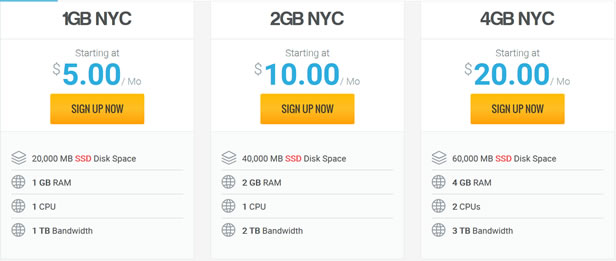 1GB NYC
Starting at
$5.00/ Mo
SIGN UP NOW
20,000 MB SSD Disk Space
1 GB RAM
1 CPU
1 TB Bandwidth
2GB NYC
Starting at
$10.00/ Mo
SIGN UP NOW
40,000 MB SSD Disk Space
2 GB RAM
1 CPU
2 TB Bandwidth
4GB NYC
Starting at
$20.00/ Mo
SIGN UP NOW
60,000 MB SSD Disk Space
4 GB RAM
2 CPUs
3 TB Bandwidth